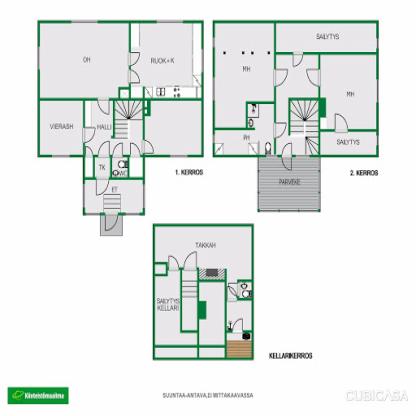 SÄILYTYS
OH
RUOK+K
MH
MH
VIERASH
HALLI
PH
SÄILYTYS
TK
WC
1. KERROS
2. KERROS
ET
PARVEKE
TAKKAH
SÄILYTYS
KELLARI
KELLARIKERROS
Kiinteistömaailma
SUUNTAA-ANTAVA,EI MITTAKAAVASSA
CUBICASA